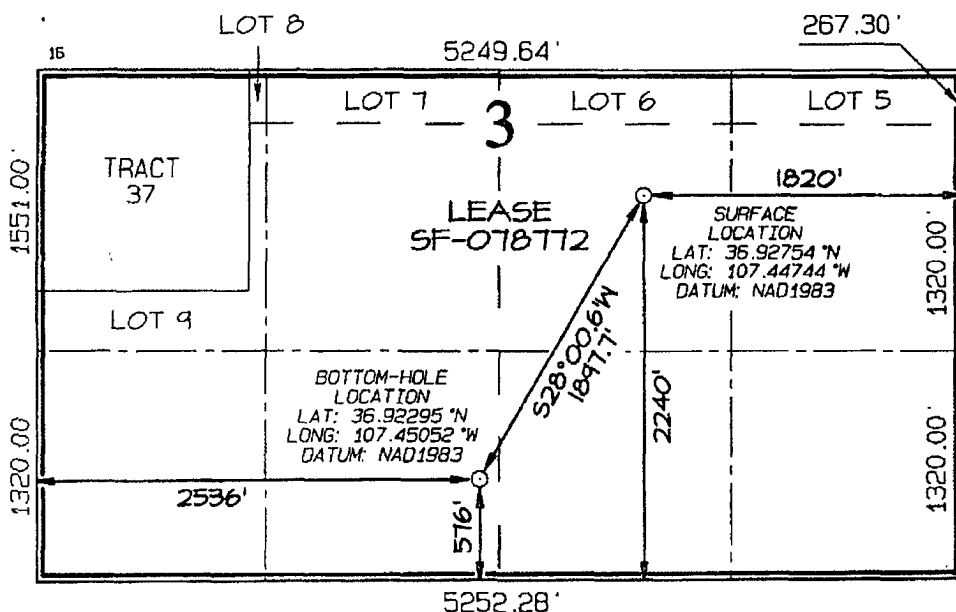 LOT 8
267.30'
16
5249.64'
LOT 7
LOT 6
LOT 5
3
TRACT
37
1551.00'
1820'
LEASE
SF-078772
SURFACE
LOCATION
LAT: 36.92754 °N
LONG: 107.44744 °W
DATUM: NAD1983
1320.00'
LOT 9
S28°00.6'W
1897.7'
BOTTOM-HOLE
LOCATION
LAT: 36.92295 °N
LONG: 107.45052 °W
DATUM: NAD1983
2240'
1320.00
1320.00'
2536'
576'
5252.28'